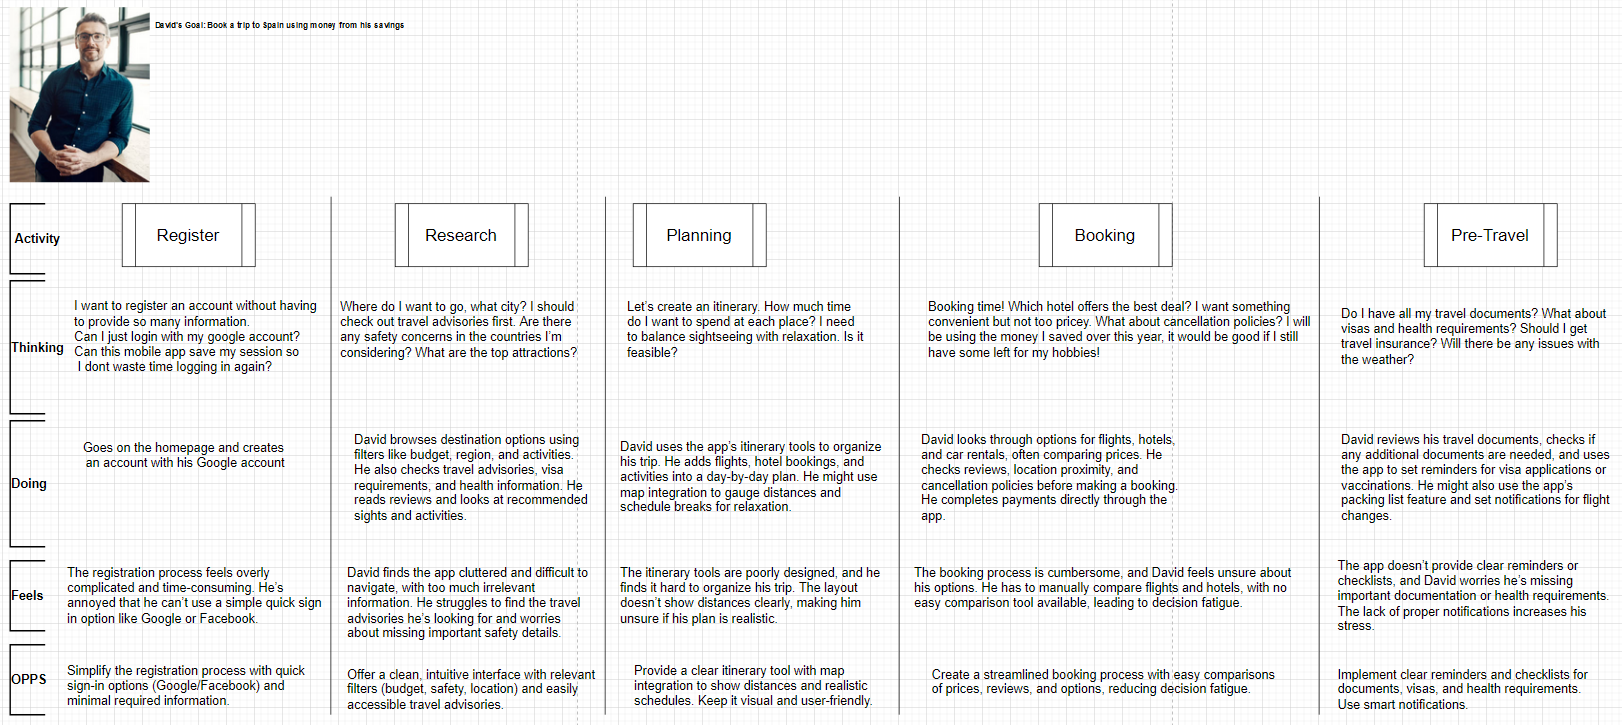 David's Goal: Book a trip to Spain using money from his savings
Activity
Register
Research
Planning
Booking
Pre-Travel
Thinking
I want to register an account without having
to provide so many information.
Can I just login with my google account?
Can this mobile app save my session so
I dont waste time logging in again?
Where do I want to go, what city? I should
check out travel advisories first. Are there
any safety concerns in the countries I'm
considering? What are the top attractions?
Let's create an itinerary. How much time
do I want to spend at each place? I need
to balance sightseeing with relaxation. Is it
feasible?
Booking time! Which hotel offers the best deal? I want something
convenient but not too pricey. What about cancellation policies? I will
be using the money I saved over this year, it would be good if I still
have some left for my hobbies!
Do I have all my travel documents? What about
visas and health requirements? Should I get
travel insurance? Will there be any issues with
the weather?
Doing
Goes on the homepage and creates
an account with his Google account
David browses destination options using
filters like budget, region, and activities.
He also checks travel advisories, visa
requirements, and health information. He
reads reviews and looks at recommended
sights and activities.
David uses the app's itinerary tools to organize
his trip. He adds flights, hotel bookings, and
activities into a day-by-day plan. He might use
map integration to gauge distances and
schedule breaks for relaxation.
David looks through options for flights, hotels,
and car rentals, often comparing prices. He
checks reviews, location proximity, and
cancellation policies before making a booking.
He completes payments directly through the
app.
David reviews his travel documents, checks if
any additional documents are needed, and uses
the app to set reminders for visa applications or
vaccinations. He might also use the app's
packing list feature and set notifications for flight
changes.
Feels
The registration process feels overly
complicated and time-consuming. He's
annoyed that he can't use a simple quick sign
in option like Google or Facebook.
David finds the app cluttered and difficult to
navigate, with too much irrelevant
information. He struggles to find the travel
advisories he's looking for and worries
about missing important safety details.
The itinerary tools are poorly designed, and he
finds it hard to organize his trip. The layout
doesn't show distances clearly, making him
unsure if his plan is realistic.
The booking process is cumbersome, and David feels unsure about
his options. He has to manually compare flights and hotels, with no
easy comparison tool available, leading to decision fatigue.
The app doesn't provide clear reminders or
checklists, and David worries he's missing
important documentation or health requirements.
The lack of proper notifications increases his
stress.
OPPS
Simplify the registration process with quick
sign-in options (Google/Facebook) and
minimal required information.
Offer a clean, intuitive interface with relevant
filters (budget, safety, location) and easily
accessible travel advisories.
Provide a clear itinerary tool with map
integration to show distances and realistic
schedules. Keep it visual and user-friendly.
Create a streamlined booking process with easy comparisons
of prices, reviews, and options, reducing decision fatigue.
Implement clear reminders and checklists for
documents, visas, and health requirements.
Use smart notifications.